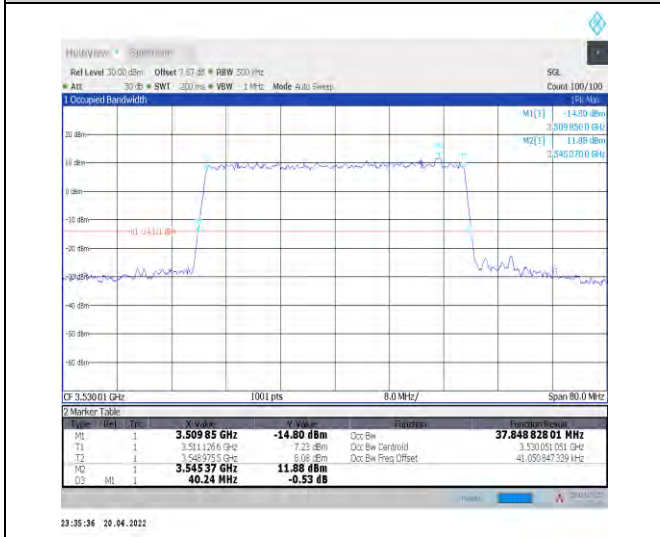 MultiView Spectrum
Ref Level 30.00 dBm Offset 7.67 dB RBW 500 kHz SGL
Att 30 dB SWT 200 ms VBW 1 MHz Mode Auto Sweep Count 100/100
1 Occupied Bandwidth 1Pk Max
M1[1] -14.80 dBm
3.509850 0 GHz
M2[1] 11.88 dBm
3.545370 0 GHz
20 dBm
10 dBm
0 dBm
-10 dBm
-20 dBm
-30 dBm
-40 dBm
-50 dBm
-60 dBm
CF 3.53001 GHz 1001 pts 8.0 MHz/ Span 80.0 MHz
2 Marker Table
Type Ref Trc X-Value Y-Value Function Function Result
M1 1 3.509 85 GHz -14.80 dBm Occ Bw 37.848 828 01 MHz
T1 1 3.511126 6 GHz 7.23 dBm Occ Bw Centroid 3.530 051 051 GHz
T2 1 3.548975 5 GHz 8.08 dBm Occ Bw Freq Offset 41.050 847 339 kHz
M2 1 3.545 37 GHz 11.88 dBm
D3 M1 1 40.24 MHz -0.53 dB
23:35:36 20.04.2022